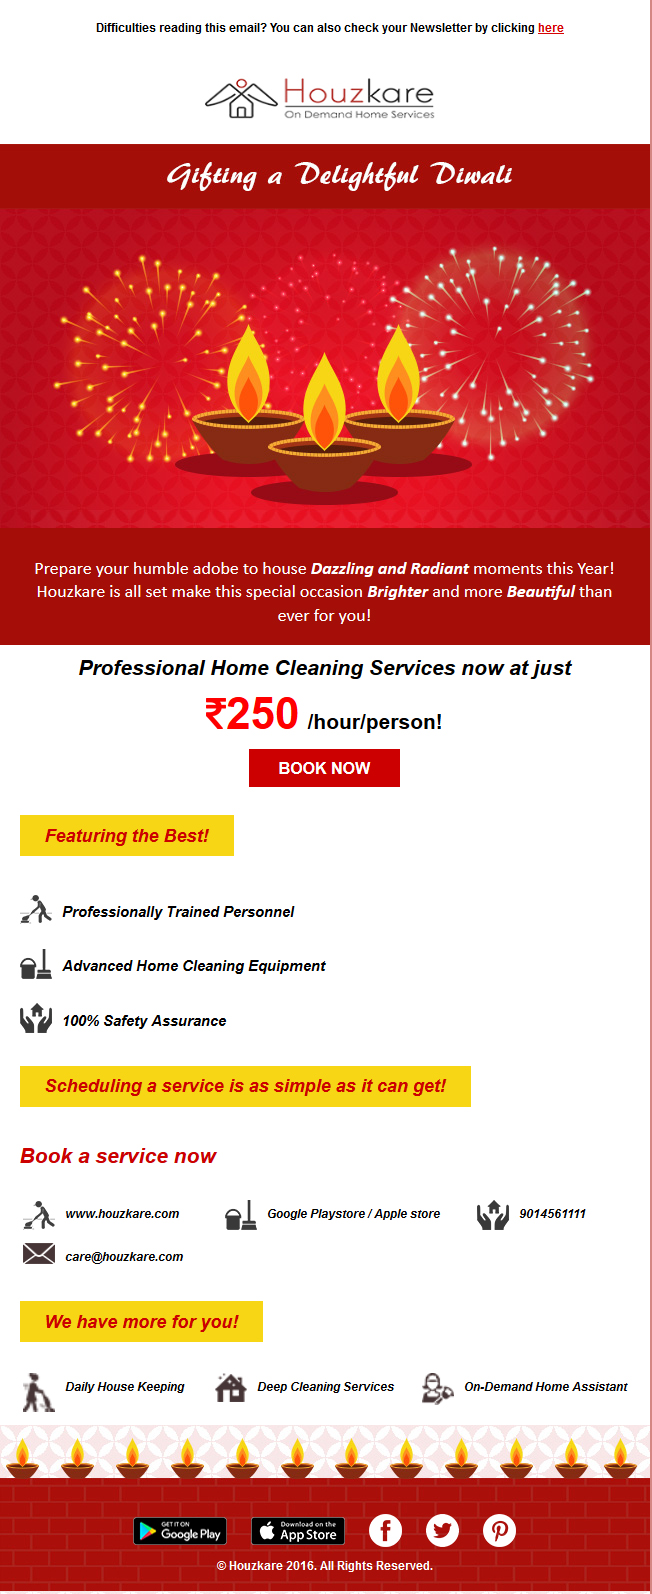 Difficulties reading this email? You can also check your Newsletter by clicking here
Houzkare
On Demand Home Services
Gifting a Delightful Diwali
Prepare your humble adobe to house Dazzling and Radiant moments this Year!
Houzkare is all set make this special occasion Brighter and more Beautiful than
ever for you!
Professional Home Cleaning Services now at just
₹250 /hour/person!
BOOK NOW
Featuring the Best!
Professionally Trained Personnel
Advanced Home Cleaning Equipment
100% Safety Assurance
Scheduling a service is as simple as it can get!
Book a service now
www.houzkare.com Google Playstore / Apple store 9014561111
care@houzkare.com
We have more for you!
Daily House Keeping Deep Cleaning Services On-Demand Home Assistant
GET IT ON Google Play Download on the App Store
© Houzkare 2016. All Rights Reserved.